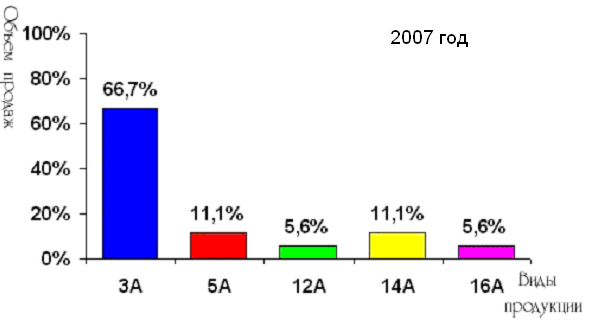 Объем продаж
2007 год
100%
80%
60%
40%
20%
0%
66,7%
11,1%
5,6%
11,1%
5,6%
3А
5А
12А
14А
16А
Виды
продукции